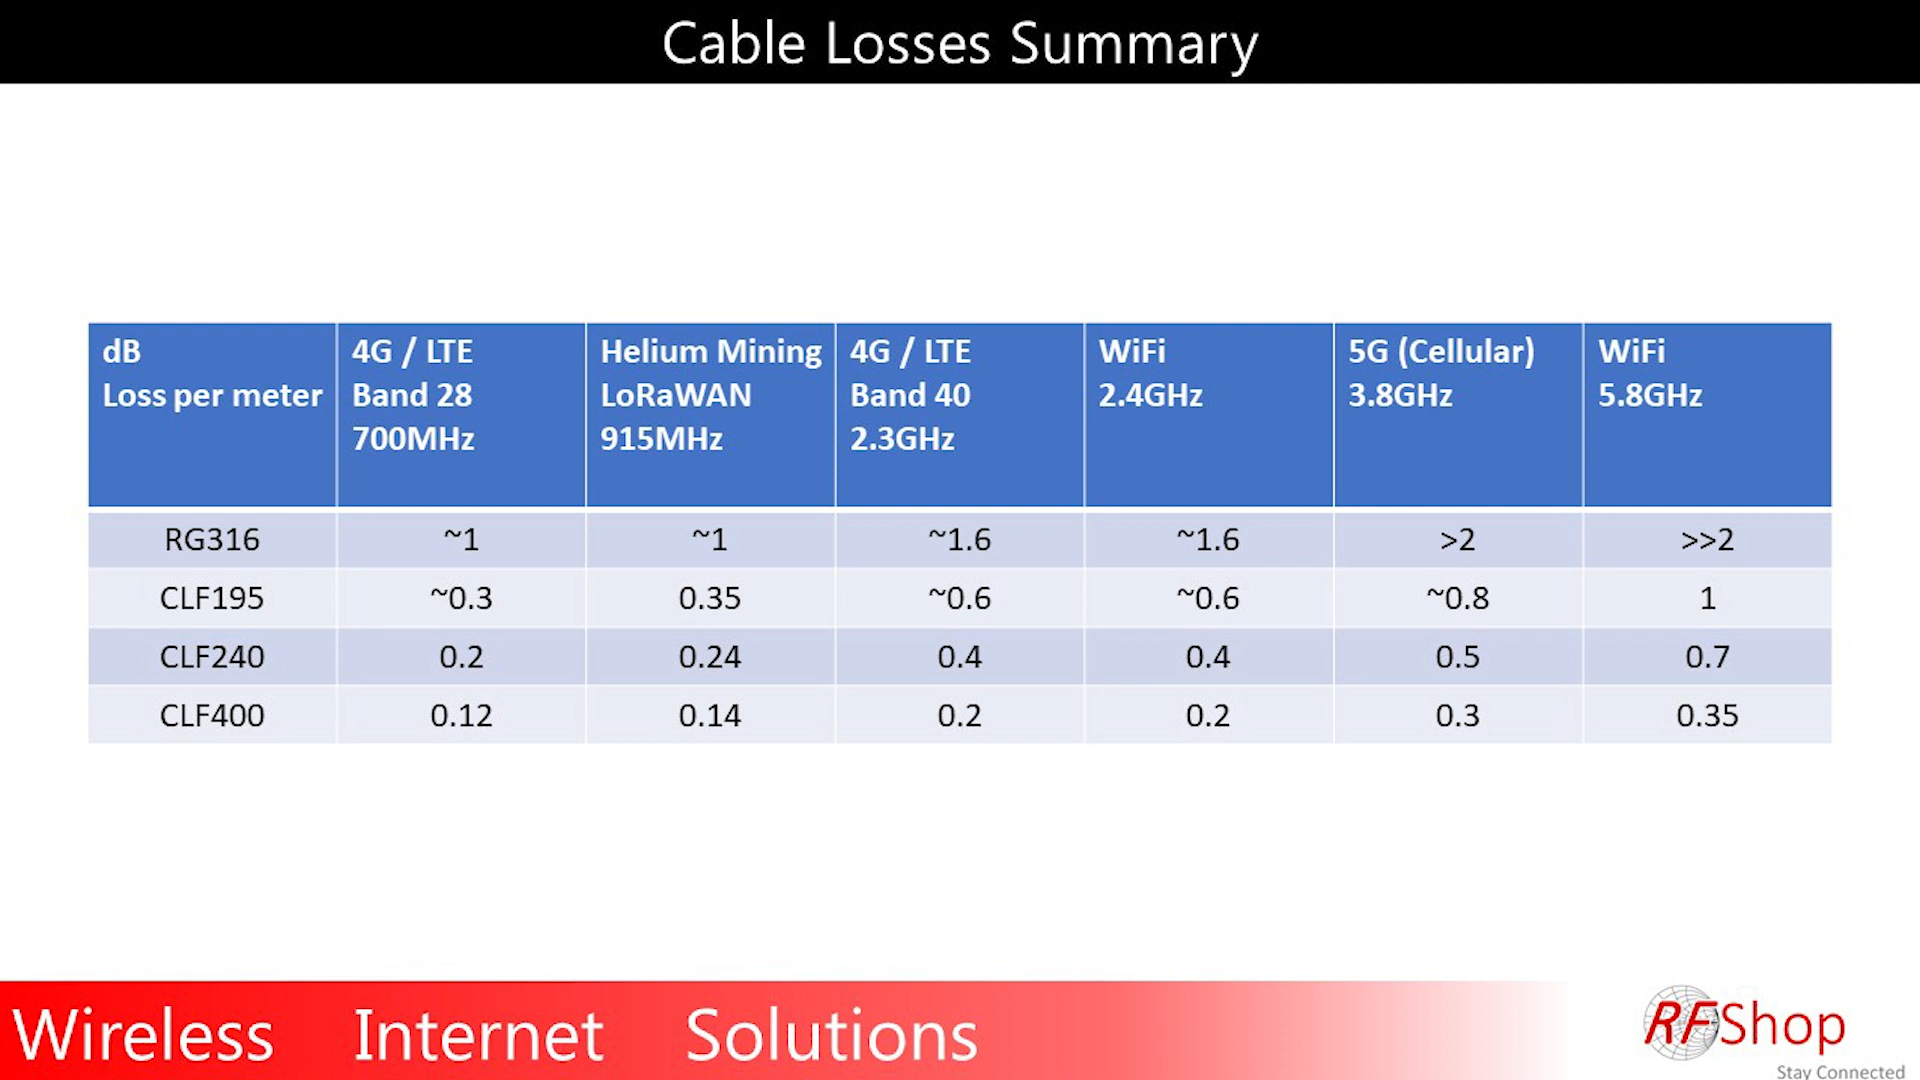 Cable Losses Summary
dB
Loss per meter
4G / LTE
Band 28
700MHz
Helium Mining
LoRaWAN
915MHz
4G / LTE
Band 40
2.3GHz
WiFi
2.4GHz
5G (Cellular)
3.8GHz
WiFi
5.8GHz
RG316 ~1 ~1 ~1.6 ~1.6 >2 >>2
CLF195 ~0.3 0.35 ~0.6 ~0.6 ~0.8 1
CLF240 0.2 0.24 0.4 0.4 0.5 0.7
CLF400 0.12 0.14 0.2 0.2 0.3 0.35
Wireless Internet Solutions
RFShop
Stay Connected